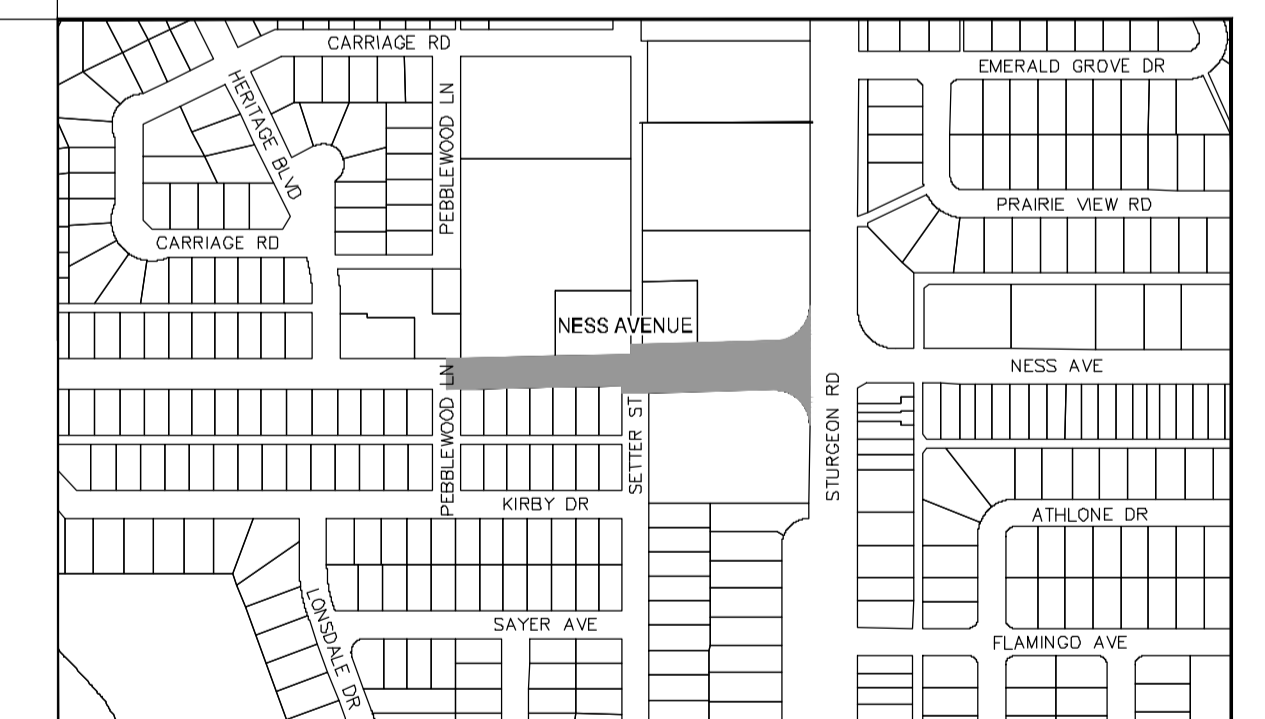 CARRIAGE RD
EMERALD GROVE DR
HERITAGE BLVD
PEBBLEWOOD LN
PRAIRIE VIEW RD
CARRIAGE RD
NESS AVENUE
NESS AVE
PEBBLEWOOD LN
SETTER ST
STURGEON RD
KIRBY DR
ATHLONE DR
LONSDALE DR
SAYER AVE
FLAMINGO AVE